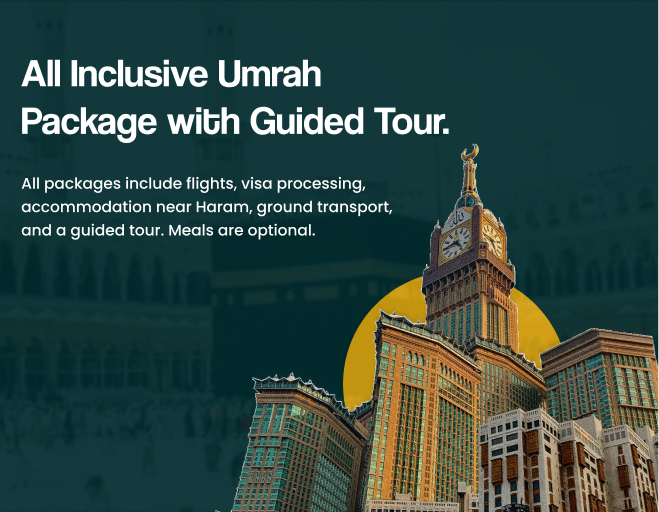 All Inclusive Umrah
Package with Guided Tour.
All packages include flights, visa processing,
accommodation near Haram, ground transport,
and a guided tour. Meals are optional.